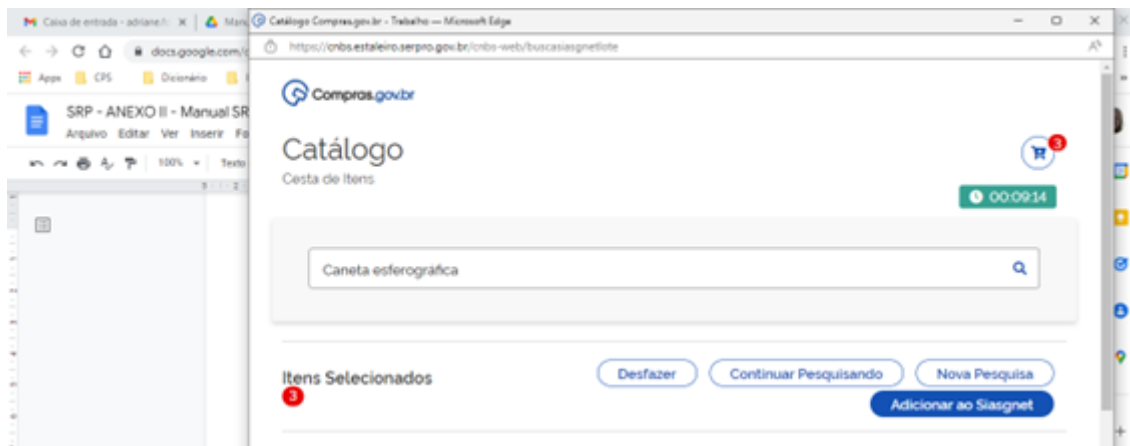 Caixa de entrada - adriane.f
Manu
Catálogo Compras.gov.br - Trabalho — Microsoft Edge
docs.google.com/c
https://cnbs.estaleiro.serpro.gov.br/cnbs-web/buscasiasgnetlote
Apps
CPS
Dicionário
Compras.gov.br
SRP - ANEXO II - Manual SR
Arquivo Editar Ver Inserir Fo
Catálogo
3
100%
Texto
Cesta de Itens
00:09:14
Caneta esferográfica
Itens Selecionados
3
Desfazer
Continuar Pesquisando
Nova Pesquisa
Adicionar ao Siasgnet